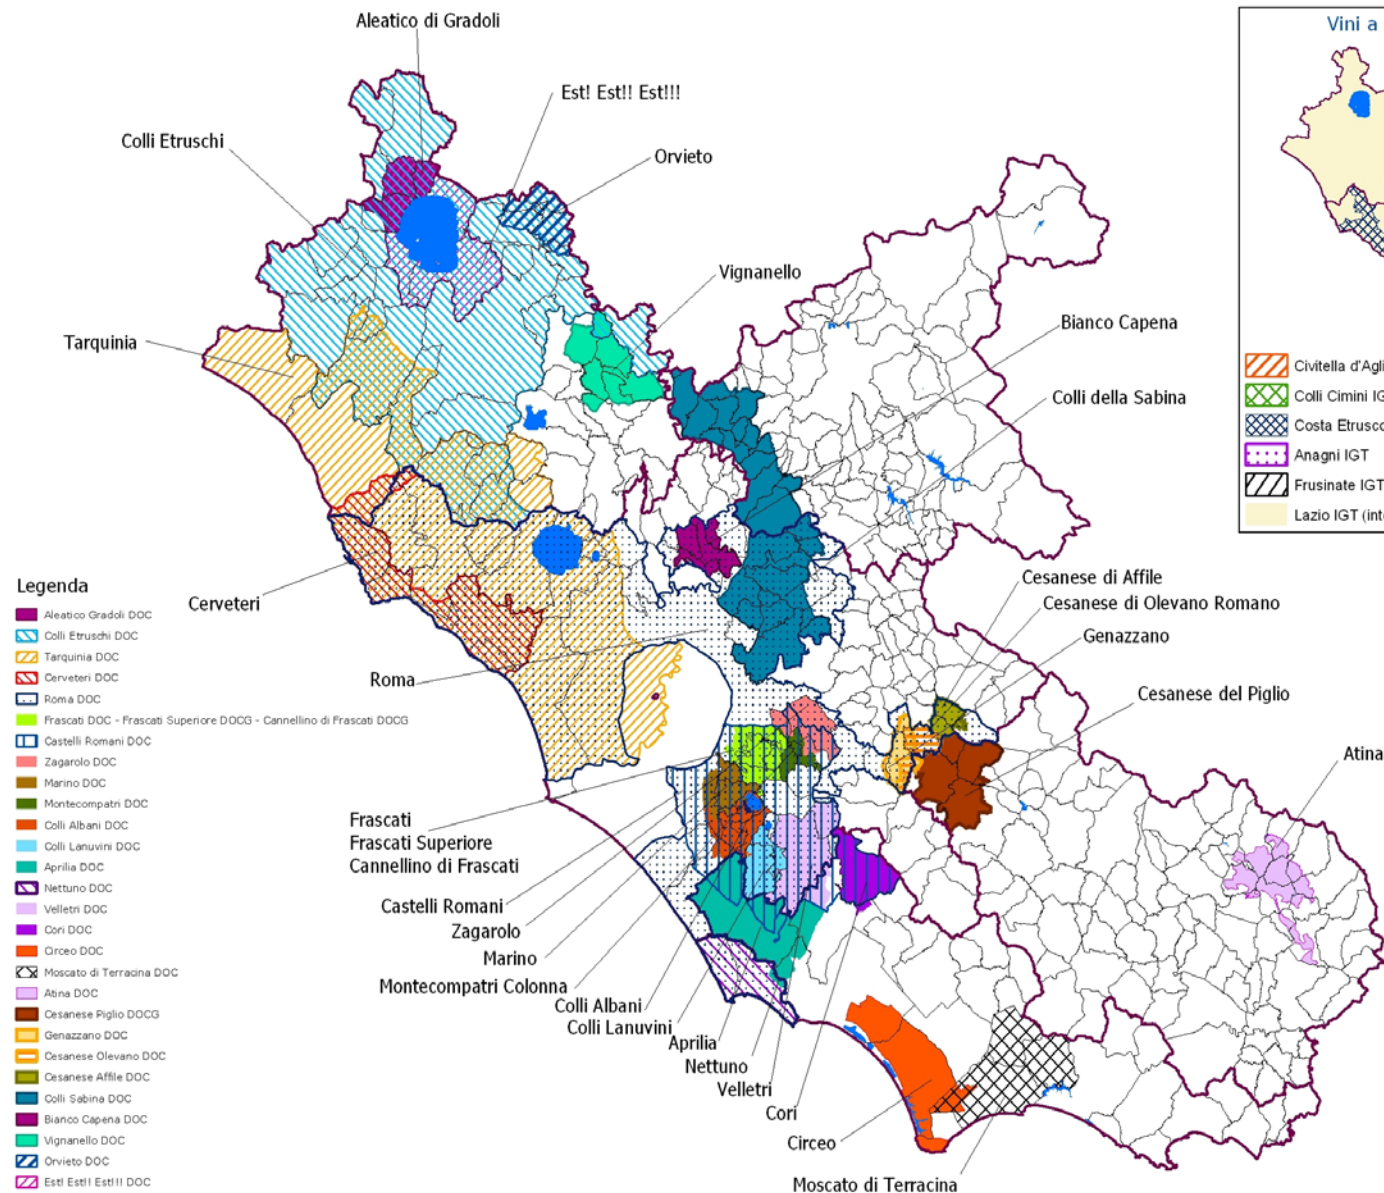 Aleatico di Gradoli
Est! Est!! Est!!!
Colli Etruschi
Orvieto
Vignanello
Bianco Capena
Tarquinia
Colli della Sabina
Cerveteri
Cesanese di Affile
Cesanese di Olevano Romano
Genazzano
Roma
Cesanese del Piglio
Atina
Frascati
Frascati Superiore
Cannellino di Frascati
Castelli Romani
Zagarolo
Marino
Montecompatri Colonna
Colli Albani
Colli Lanuvini
Aprilia
Nettuno
Velletri
Cori
Circeo
Moscato di Terracina
Legenda
Aleatico Gradoli DOC
Colli Etruschi DOC
Tarquinia DOC
Cerveteri DOC
Roma DOC
Frascati DOC - Frascati Superiore DOCG - Cannellino di Frascati DOCG
Castelli Romani DOC
Zagarolo DOC
Marino DOC
Montecompatri DOC
Colli Albani DOC
Colli Lanuvini DOC
Aprilia DOC
Nettuno DOC
Velletri DOC
Cori DOC
Circeo DOC
Moscato di Terracina DOC
Atina DOC
Cesanese Piglio DOCG
Genazzano DOC
Cesanese Olevano DOC
Cesanese Affile DOC
Colli Sabina DOC
Bianco Capena DOC
Vignanello DOC
Orvieto DOC
Est! Est!! Est!!! DOC
Vini a
Civitella d'Agli
Colli Cimini IG
Costa Etrusco
Anagni IGT
Frusinate IGT
Lazio IGT (inte